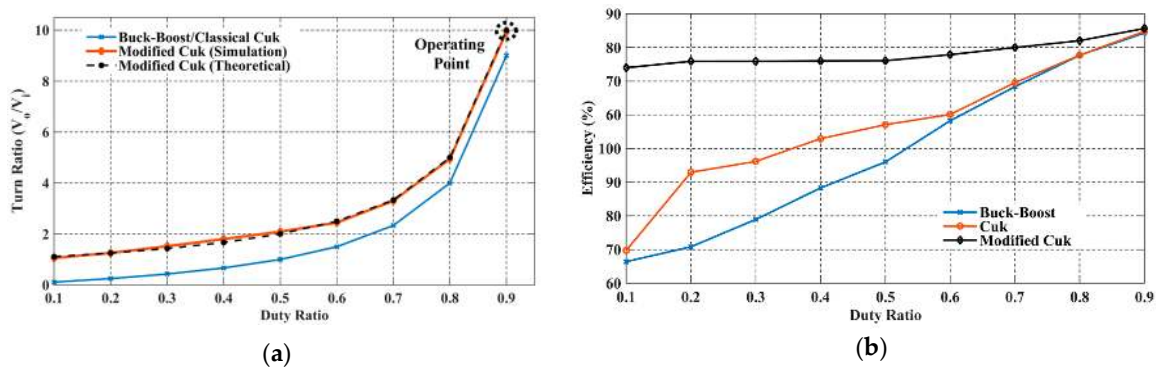 10
8
6
4
2
0
Turn Ratio (Vo/Vi)
Buck-Boost/Classical Cuk
Modified Cuk (Simulation)
Modified Cuk (Theoretical)
Operating
Point
0.1 0.2 0.3 0.4 0.5 0.6 0.7 0.8 0.9
Duty Ratio
(a)
100
90
80
70
60
100
90
80
70
60
Efficiency (%)
Buck-Boost
Cuk
Modified Cuk
0.1 0.2 0.3 0.4 0.5 0.6 0.7 0.8 0.9
Duty Ratio
(b)